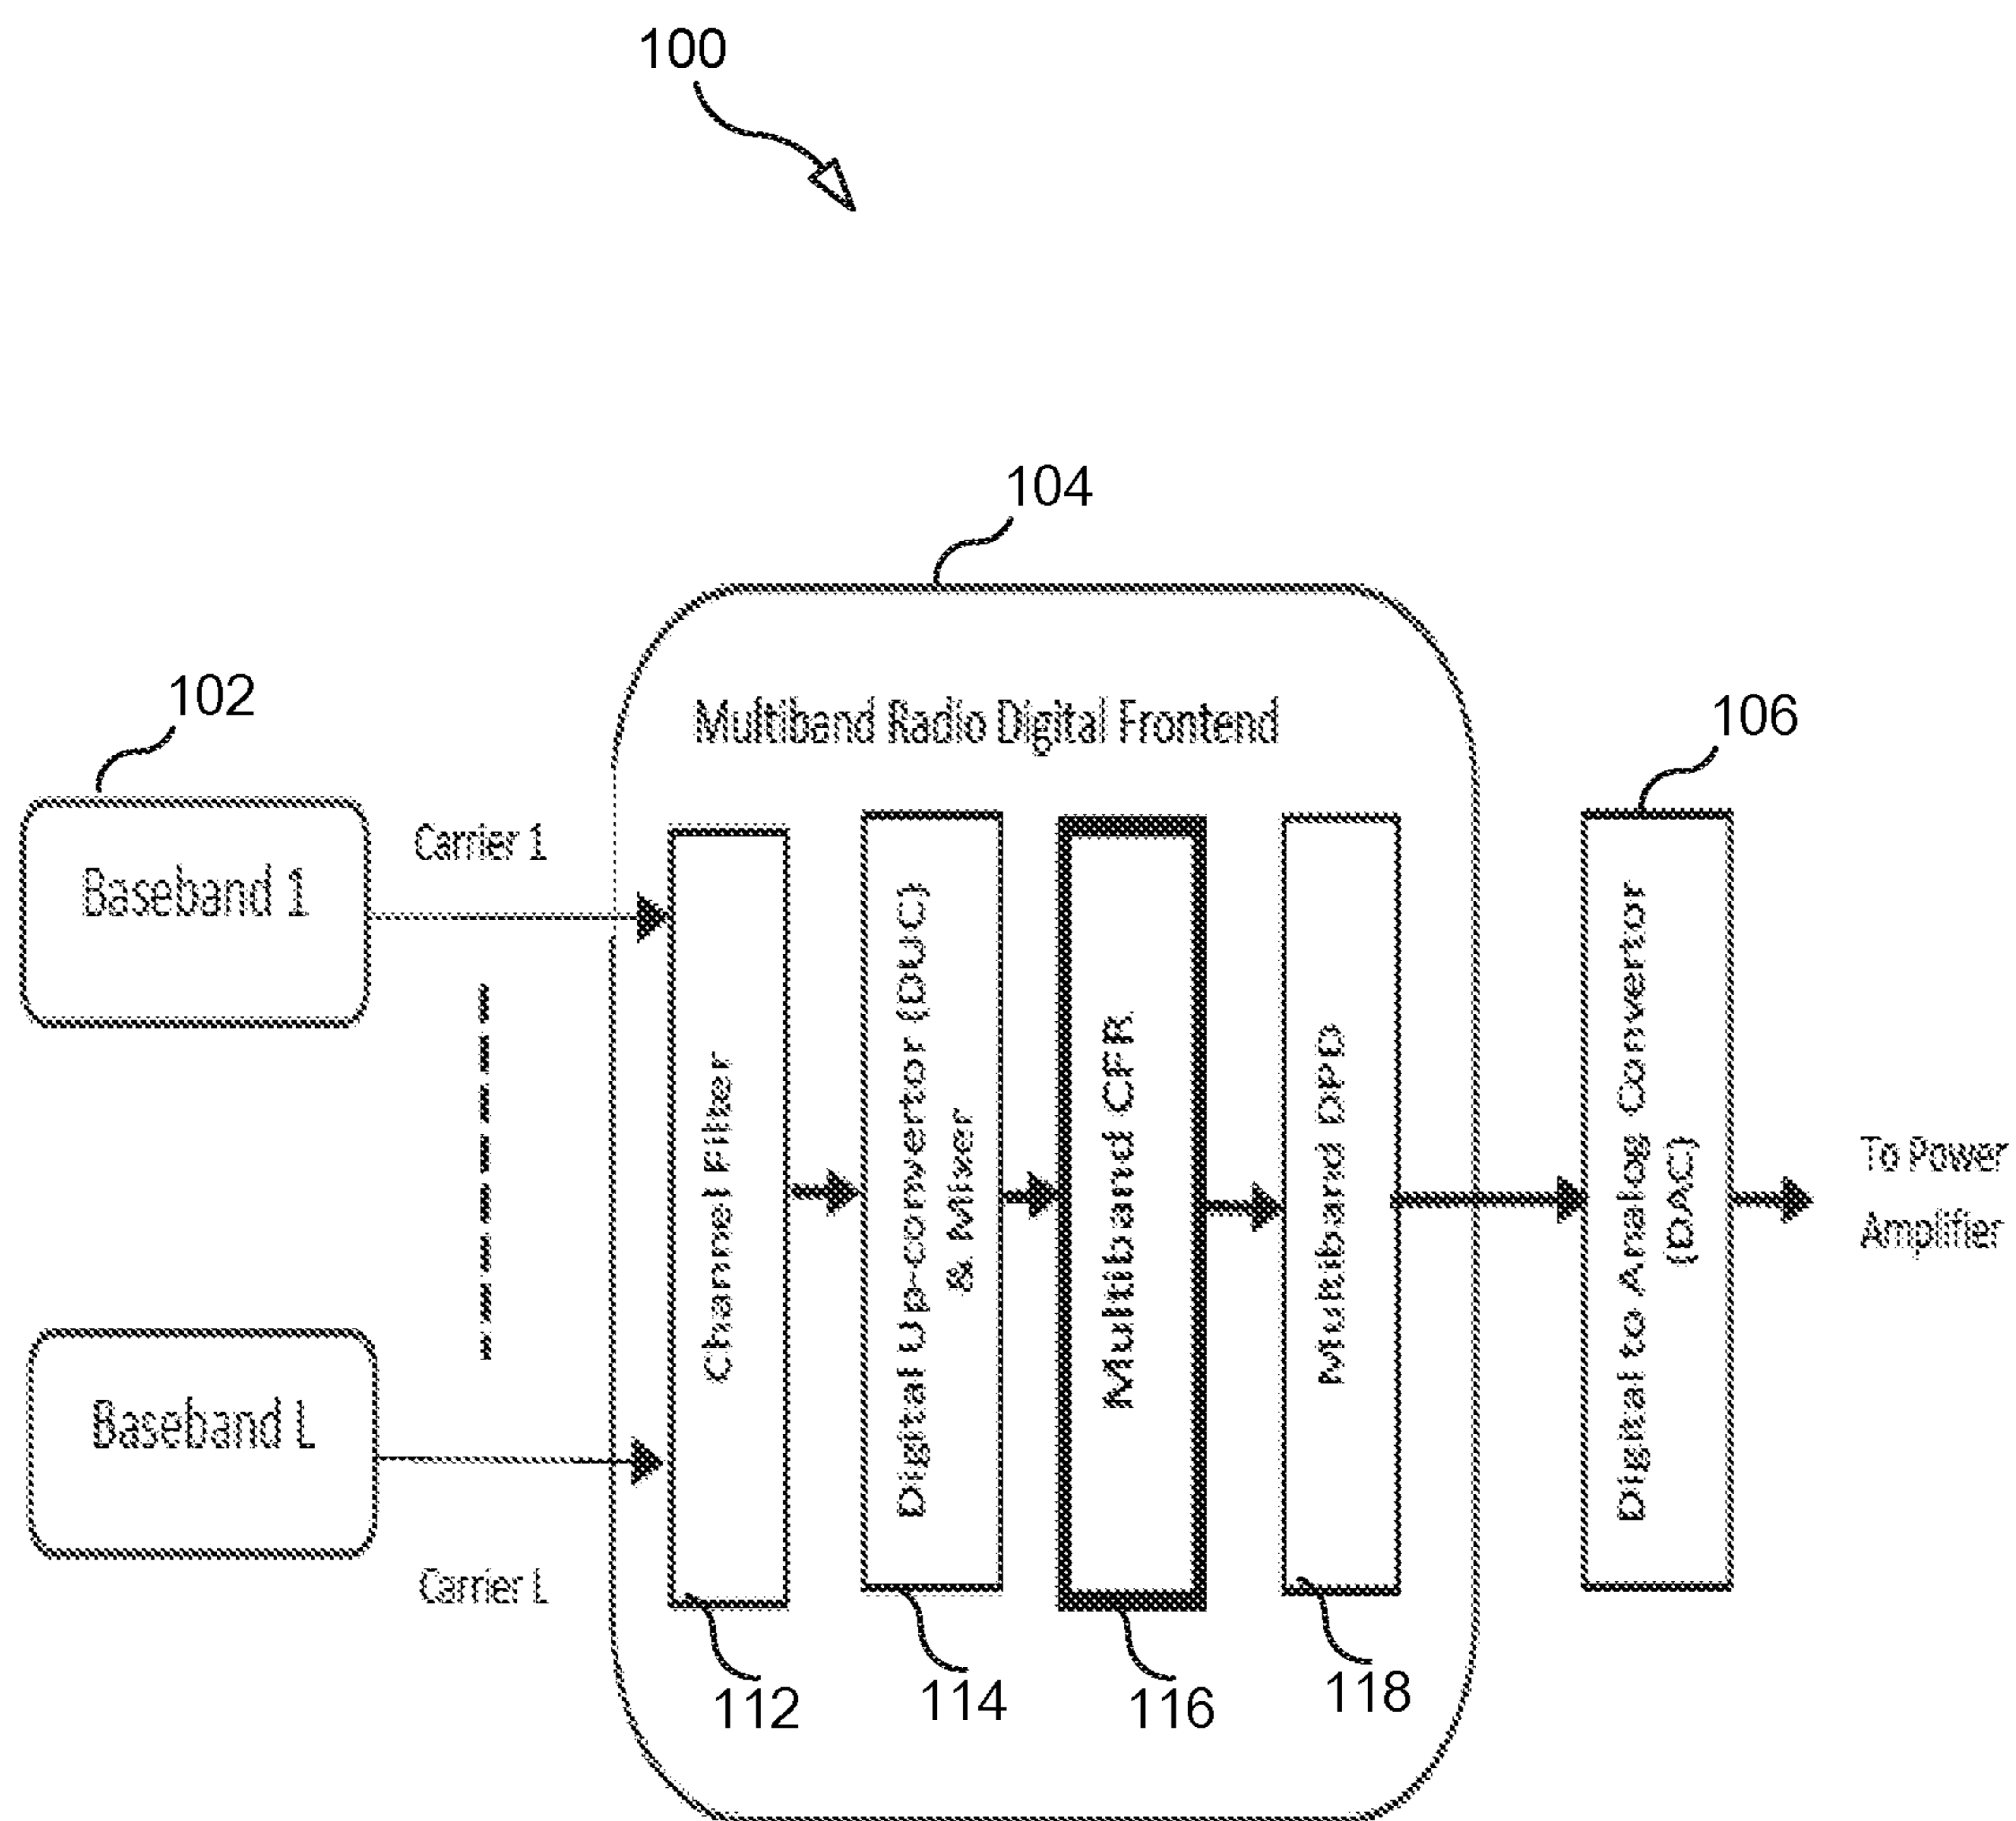 100
104
Multiband Radio Digital Frontend
102
106
Baseband 1
Carrier 1
Channel Filter
Digital Up-convertor (DUC)
& Mixer
Multiband CFR
Multiband DPD
Digital to Analog Convertor
(DAC)
To Power
Amplifier
Baseband L
Carrier L
112
114
116
118